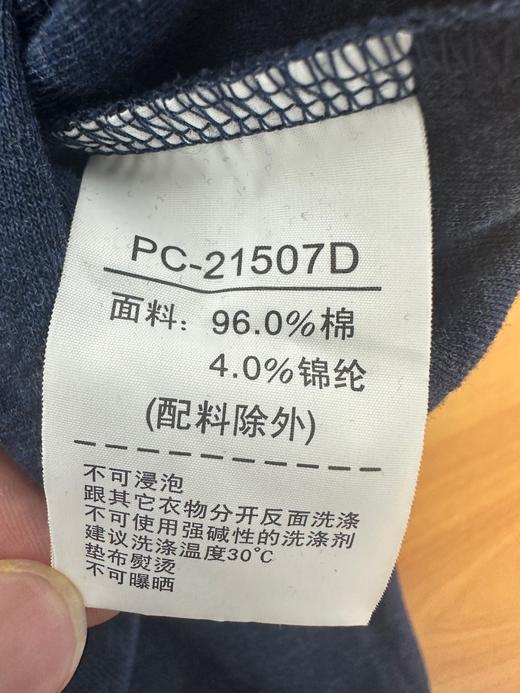 PC-21507D
面料：96.0%棉
4.0%锦纶
(配料除外)
不可浸泡
跟其它衣物分开反面洗涤
不可使用强碱性的洗涤剂
建议洗涤温度30℃
垫布熨烫
不可曝晒